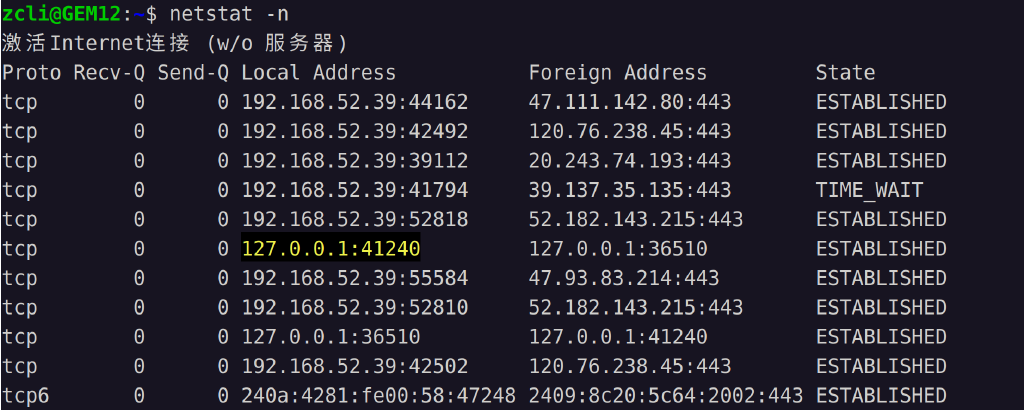 zcli@GEM12:~$ netstat -n
激活Internet连接 (w/o 服务器)
Proto Recv-Q Send-Q Local Address           Foreign Address         State
tcp        0      0 192.168.52.39:44162     47.111.142.80:443       ESTABLISHED
tcp        0      0 192.168.52.39:42492     120.76.238.45:443       ESTABLISHED
tcp        0      0 192.168.52.39:39112     20.243.74.193:443       ESTABLISHED
tcp        0      0 192.168.52.39:41794     39.137.35.135:443       TIME_WAIT
tcp        0      0 192.168.52.39:52818     52.182.143.215:443      ESTABLISHED
tcp        0      0 127.0.0.1:41240         127.0.0.1:36510         ESTABLISHED
tcp        0      0 192.168.52.39:55584     47.93.83.214:443        ESTABLISHED
tcp        0      0 192.168.52.39:52810     52.182.143.215:443      ESTABLISHED
tcp        0      0 127.0.0.1:36510         127.0.0.1:41240         ESTABLISHED
tcp        0      0 192.168.52.39:42502     120.76.238.45:443       ESTABLISHED
tcp6       0      0 240a:4281:fe00:58:47248 2409:8c20:5c64:2002:443 ESTABLISHED